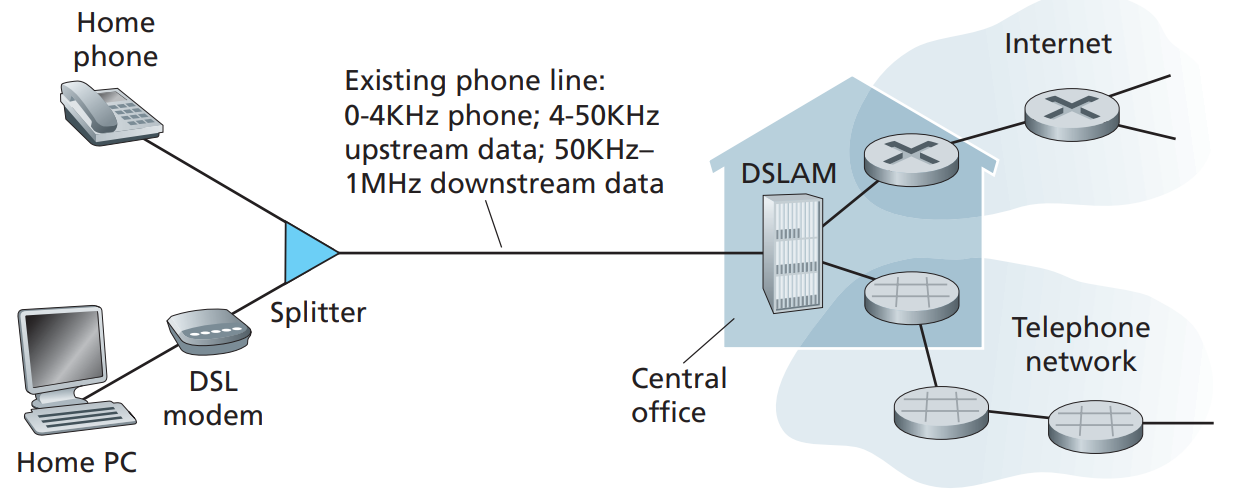 Home
phone
Existing phone line:
0-4KHz phone; 4-50KHz
upstream data; 50KHz–
1MHz downstream data
Internet
DSLAM
Splitter
DSL
modem
Home PC
Central
office
Telephone
network